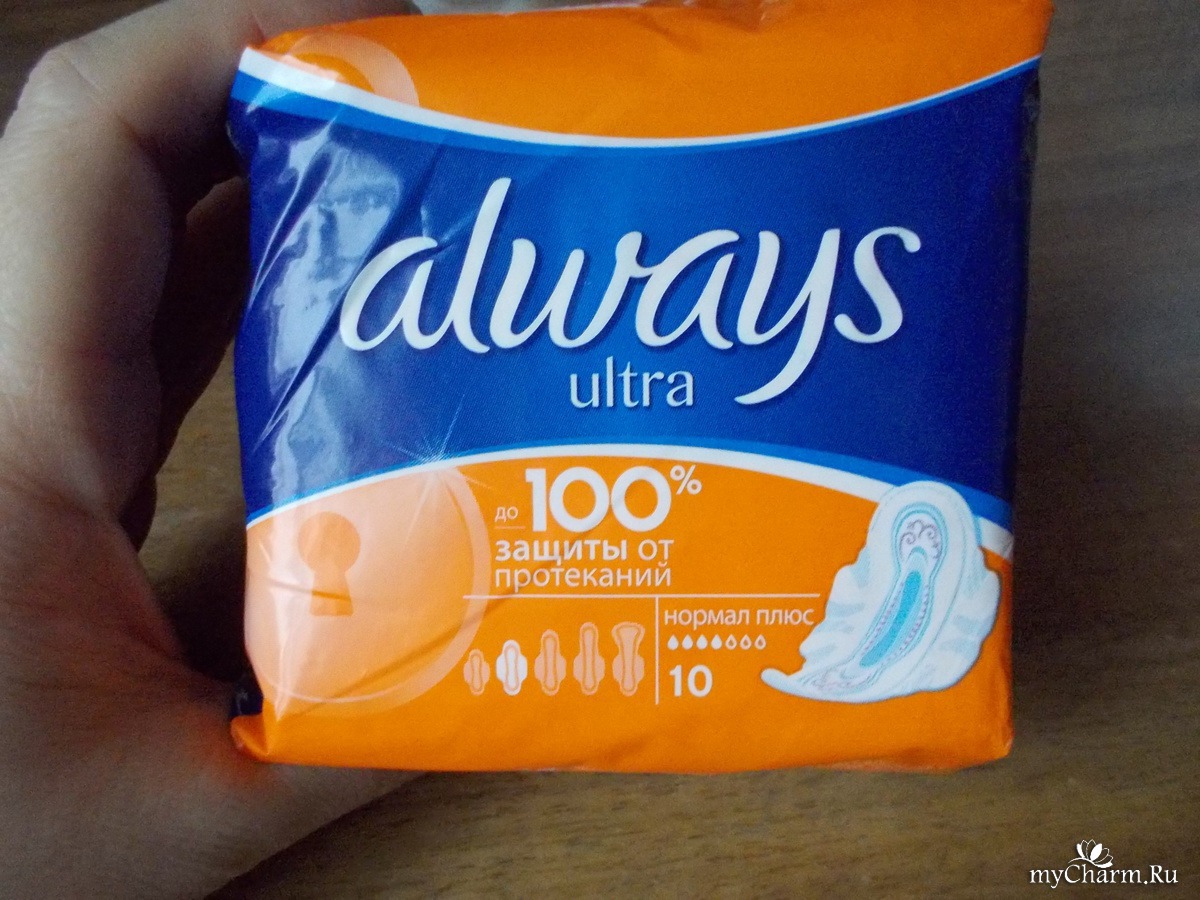 always
ultra
до 100%
защиты от
протеканий
нормал плюс
10
myCharm.Ru